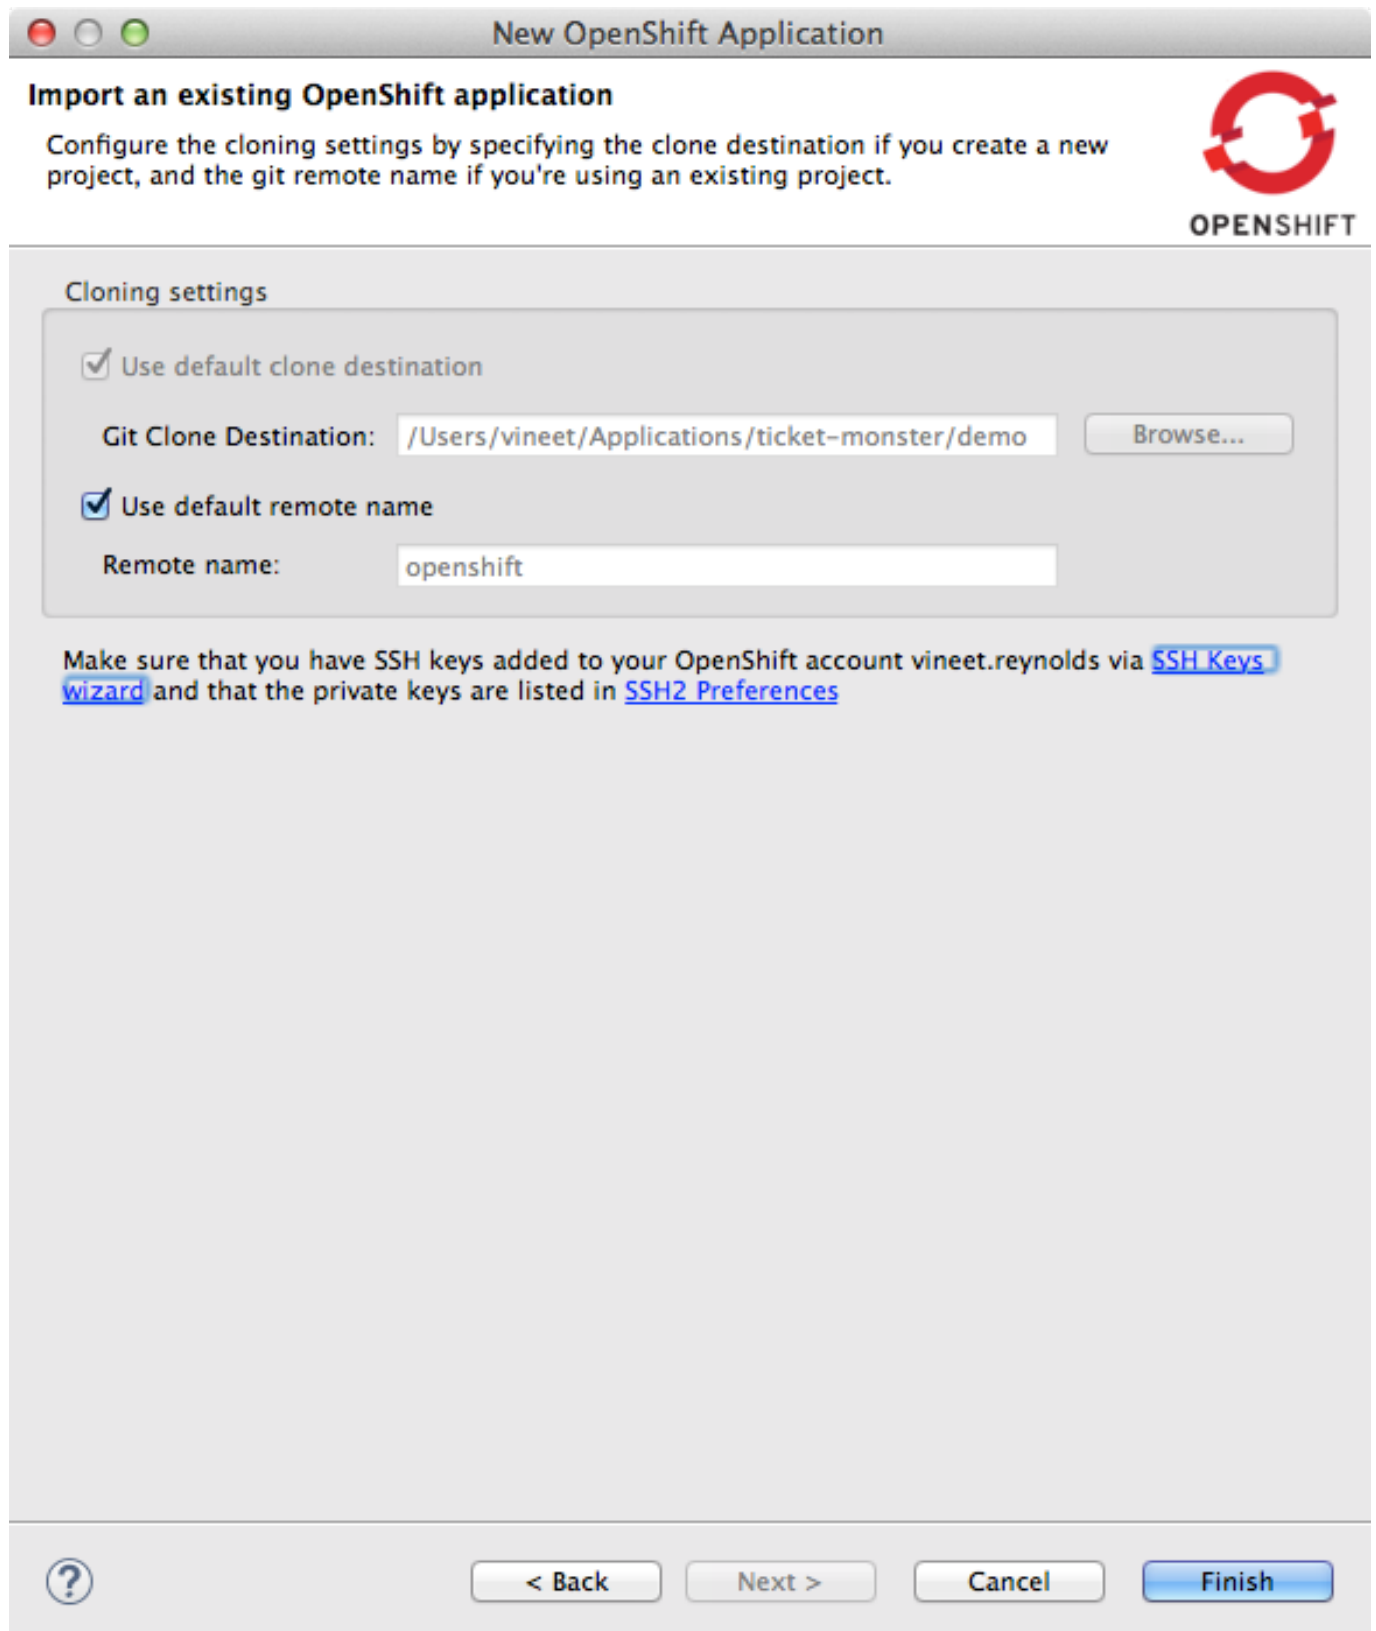 New OpenShift Application
Import an existing OpenShift application
Configure the cloning settings by specifying the clone destination if you create a new
project, and the git remote name if you're using an existing project.
OPENSHIFT
Cloning settings
Use default clone destination
Git Clone Destination: /Users/vineet/Applications/ticket-monster/demo Browse...
Use default remote name
Remote name: openshift
Make sure that you have SSH keys added to your OpenShift account vineet.reynolds via SSH Keys
wizard and that the private keys are listed in SSH2 Preferences
? < Back Next > Cancel Finish